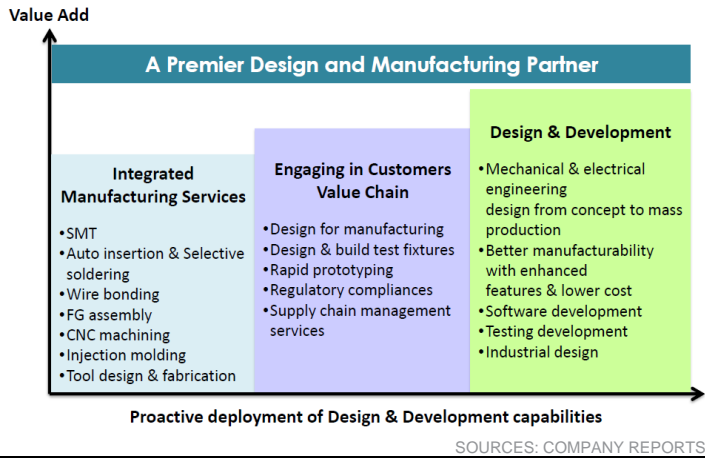 Value Add
A Premier Design and Manufacturing Partner
Integrated
Manufacturing Services
•SMT
•Auto insertion & Selective
soldering
•Wire bonding
•FG assembly
•CNC machining
•Injection molding
•Tool design & fabrication
Engaging in Customers
Value Chain
•Design for manufacturing
•Design & build test fixtures
•Rapid prototyping
•Regulatory compliances
•Supply chain management
services
Design & Development
•Mechanical & electrical
engineering
design from concept to mass
production
•Better manufacturability
with enhanced
features & lower cost
•Software development
•Testing development
•Industrial design
Proactive deployment of Design & Development capabilities
SOURCES: COMPANY REPORTS